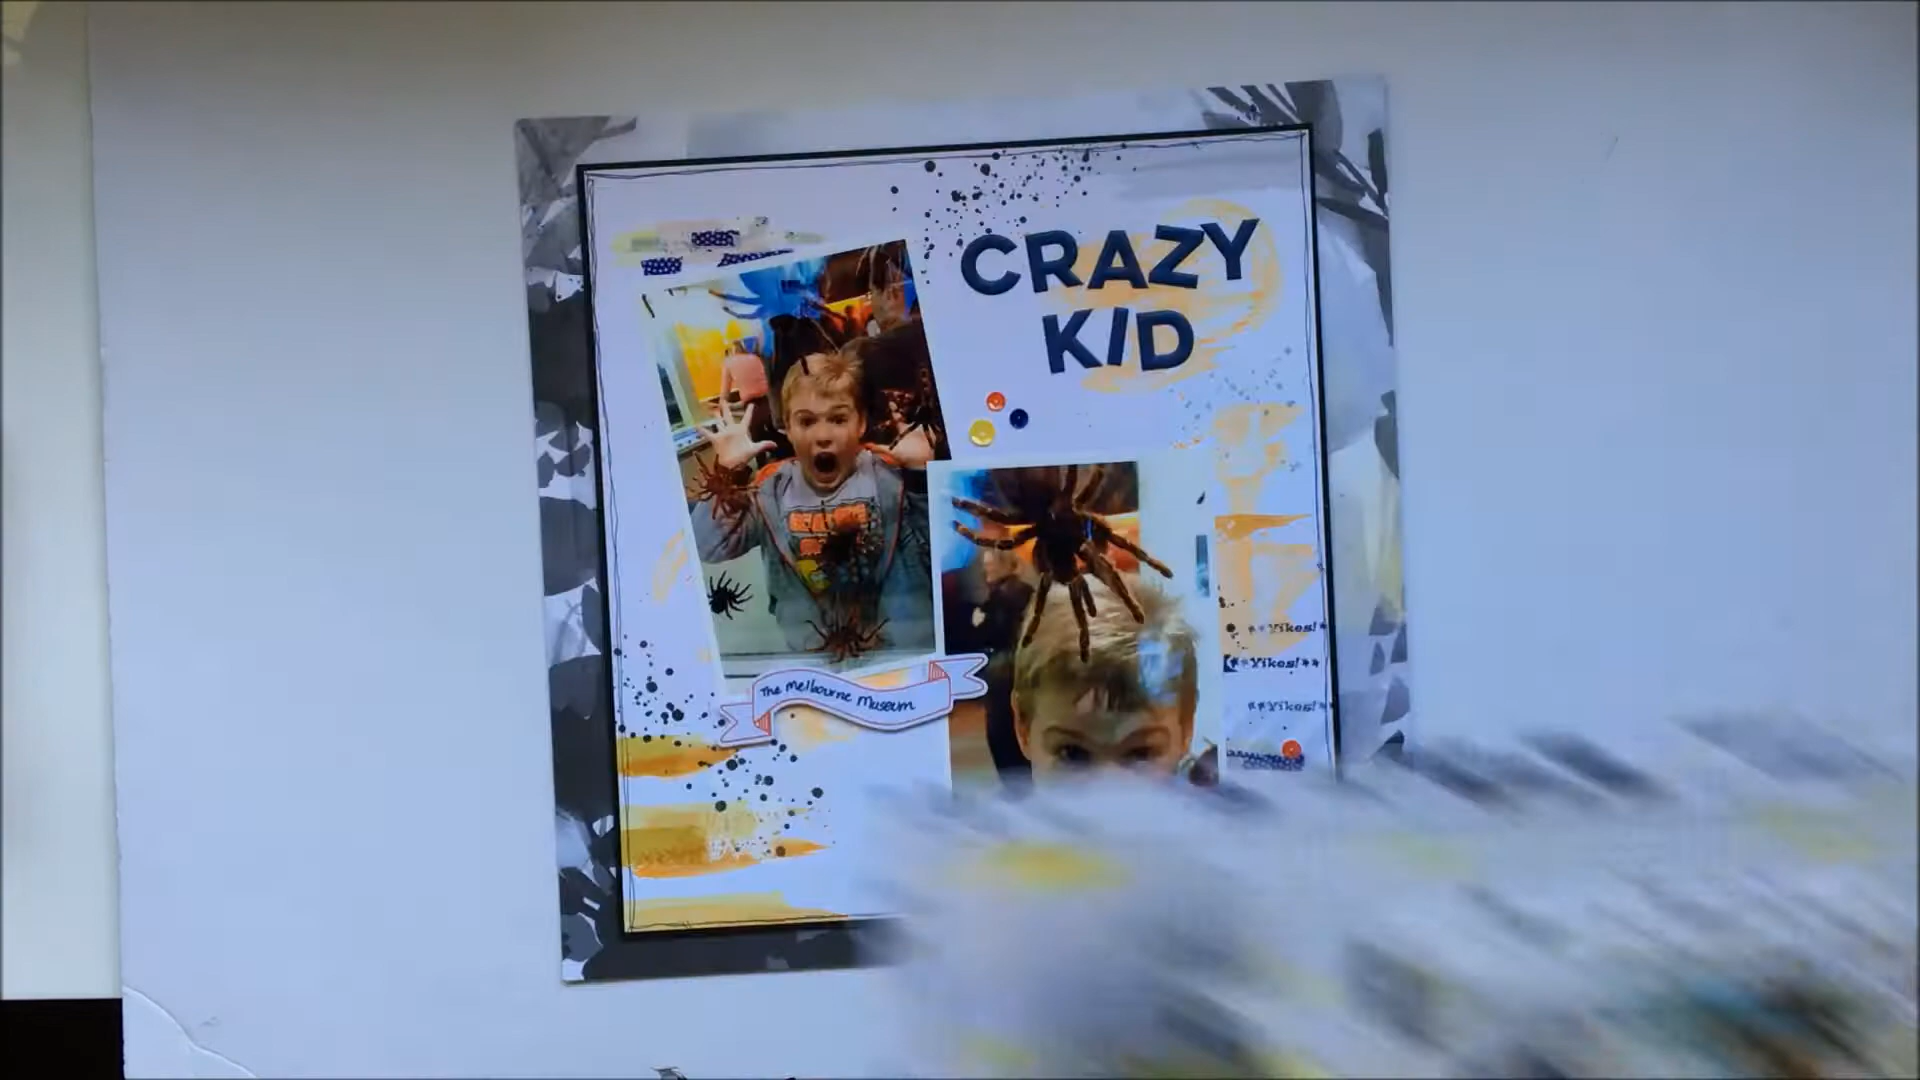 CRAZY
KID
The Melbourne Museum
**Yikes!*
**Yikes!**
**Yikes!*